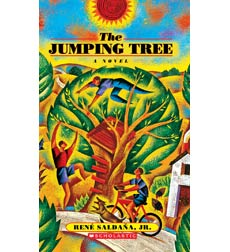 The
JUMPING TREE
A NOVEL
RENÉ SALDAÑA, JR.
SCHOLASTIC